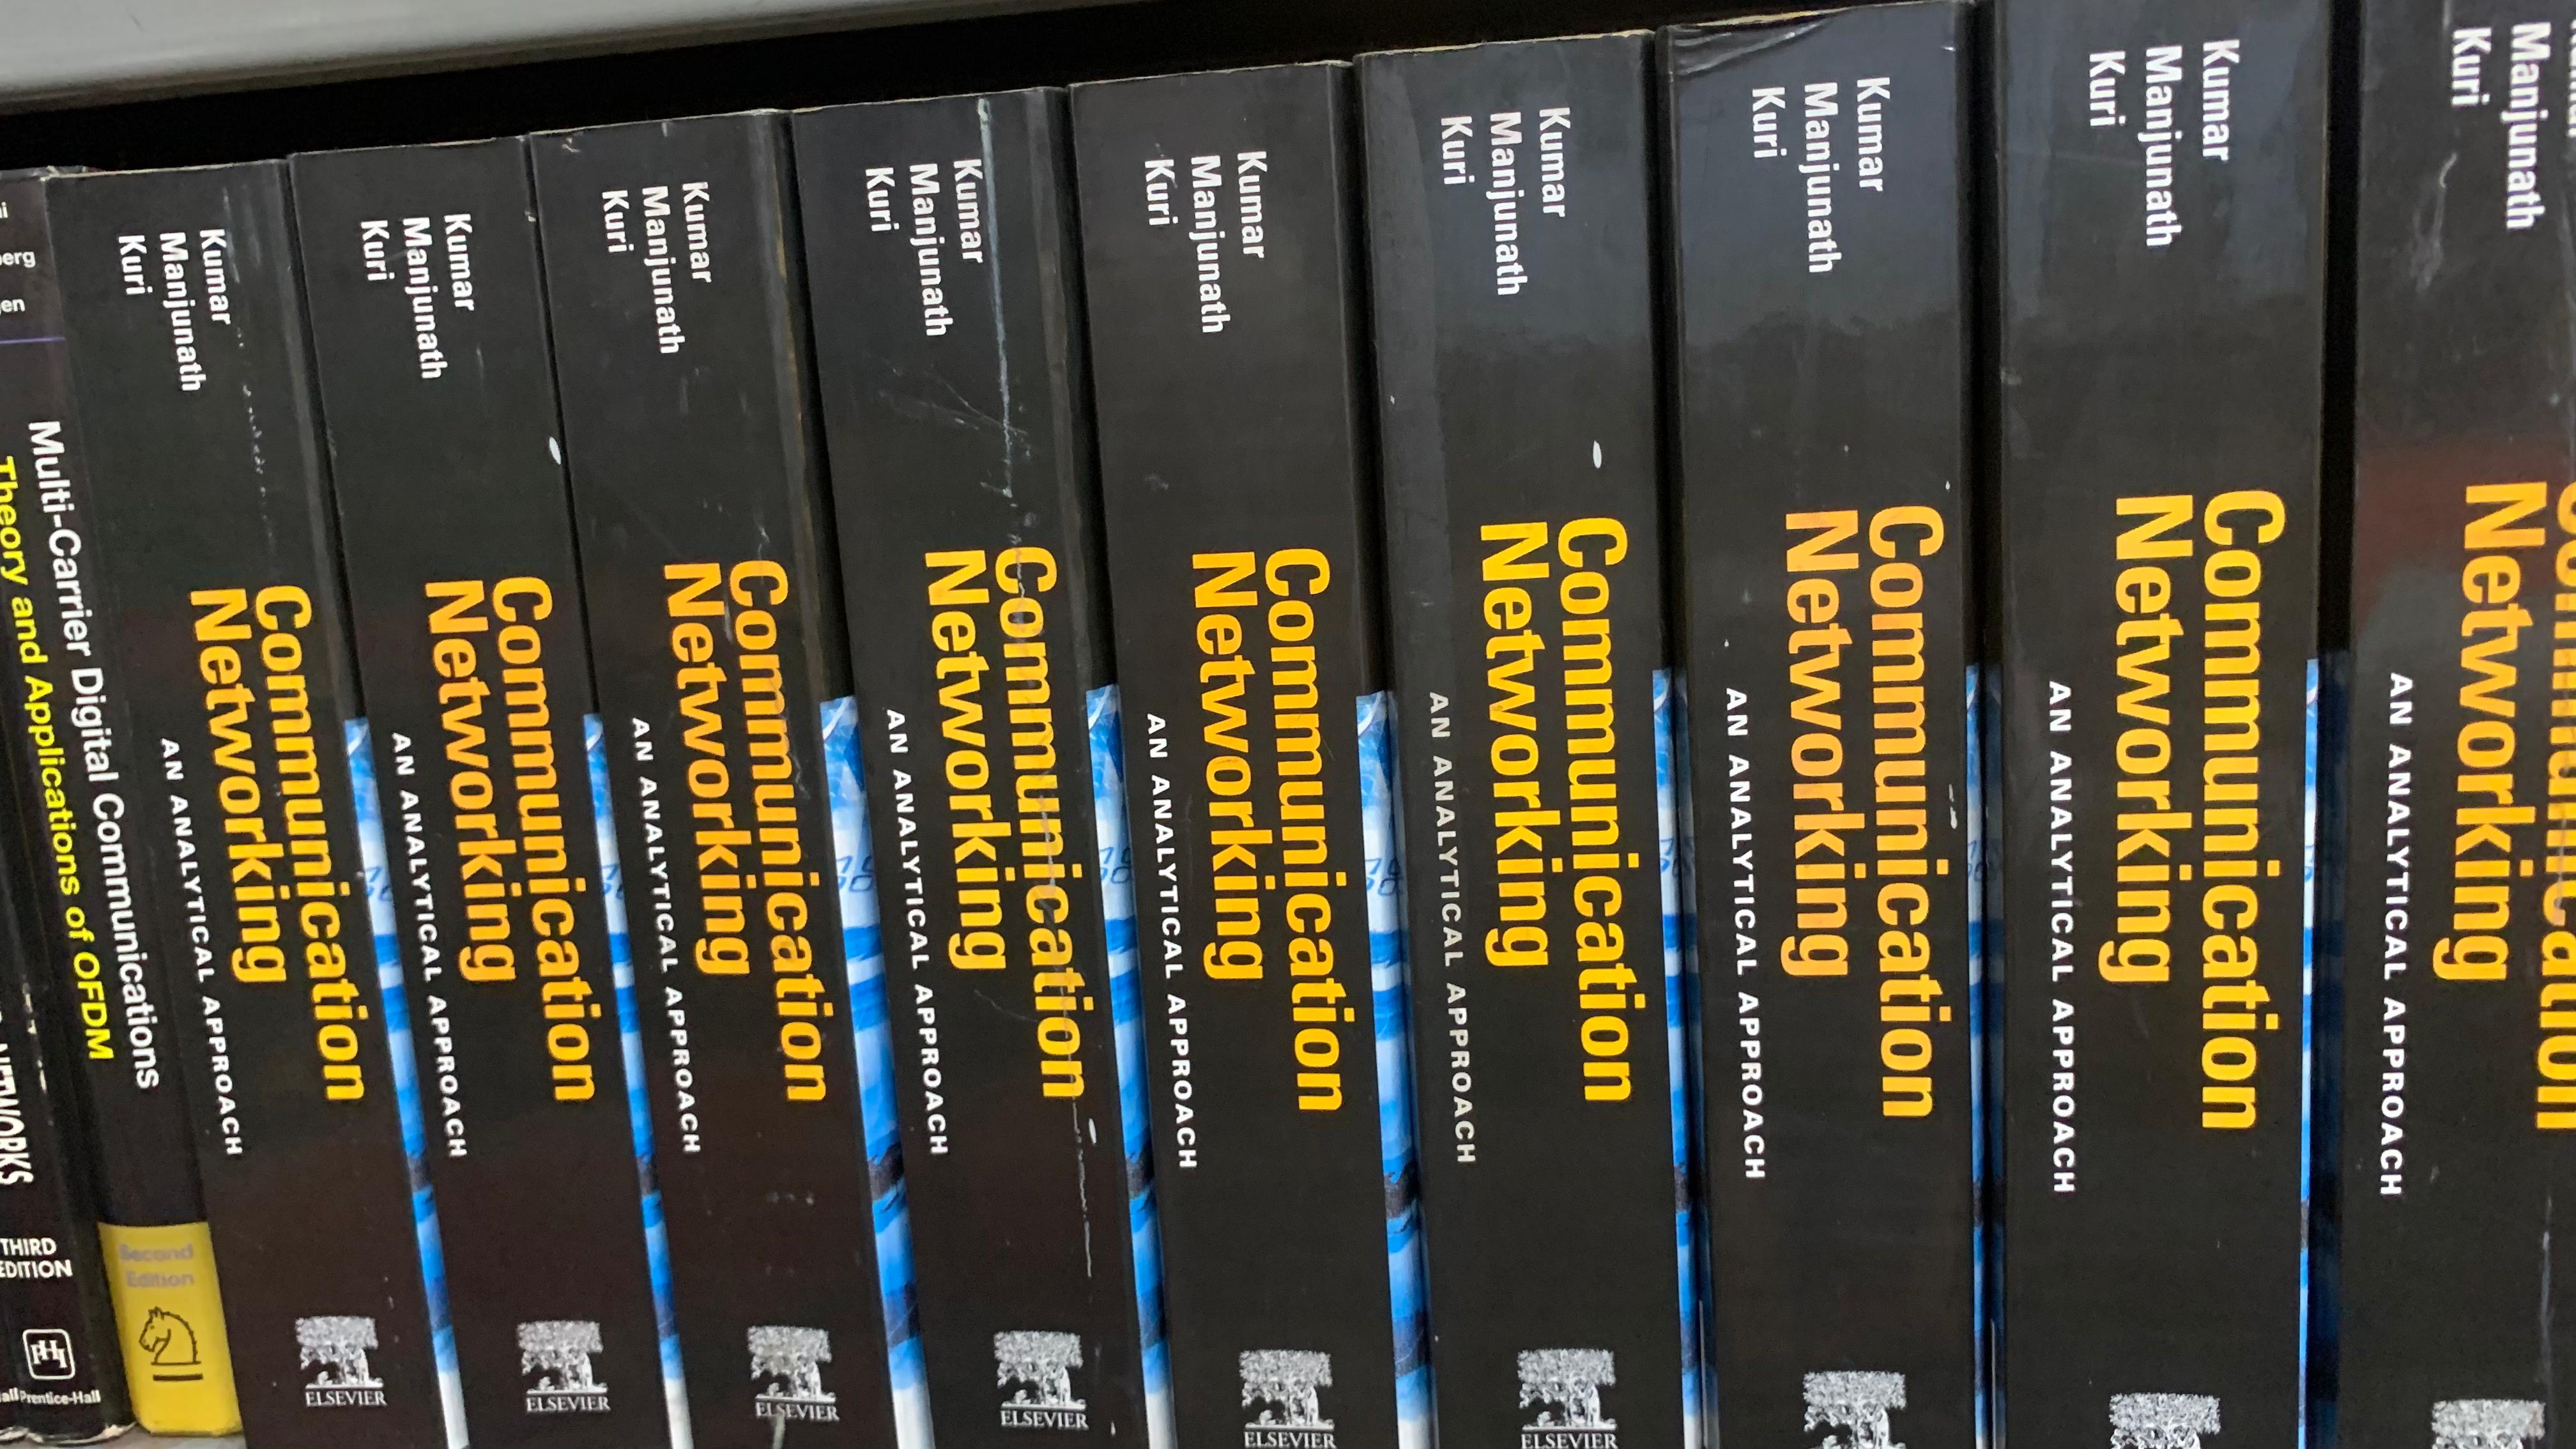 NETWORKS
THIRD
EDITION
PHI
Prentice-Hall
Multi-Carrier Digital Communications
Theory and Applications of OFDM
Second
Edition
Kumar
Manjunath
Kuri
Communication
Networking
AN ANALYTICAL APPROACH
ELSEVIER
Kumar
Manjunath
Kuri
Communication
Networking
AN ANALYTICAL APPROACH
ELSEVIER
Kumar
Manjunath
Kuri
Communication
Networking
AN ANALYTICAL APPROACH
ELSEVIER
Kumar
Manjunath
Kuri
Communication
Networking
AN ANALYTICAL APPROACH
ELSEVIER
Kumar
Manjunath
Kuri
Communication
Networking
AN ANALYTICAL APPROACH
ELSEVIER
Kumar
Manjunath
Kuri
Communication
Networking
AN ANALYTICAL APPROACH
ELSEVIER
Kumar
Manjunath
Kuri
Communication
Networking
AN ANALYTICAL APPROACH
Kumar
Manjunath
Kuri
Communication
Networking
AN ANALYTICAL APPROACH
Manjunath
Kuri
Communication
Networking
AN ANALYTICAL APPROACH